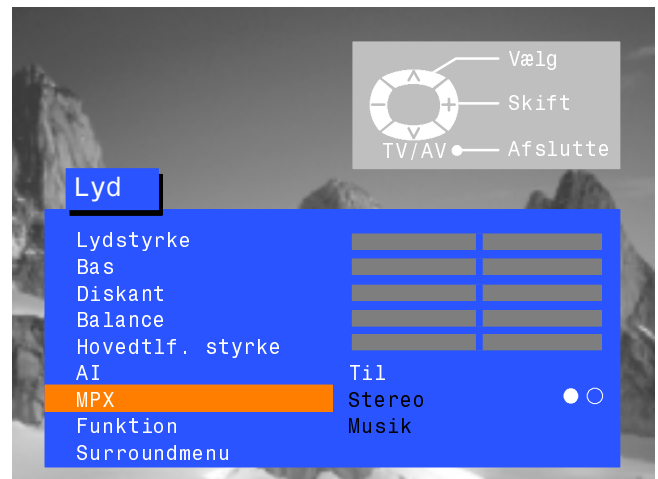 Vælg
Skift
TV/AV Afslutte
Lyd
Lydstyrke
Bas
Diskant
Balance
Hovedtlf. styrke
AI Til
MPX Stereo
Funktion Musik
Surroundmenu